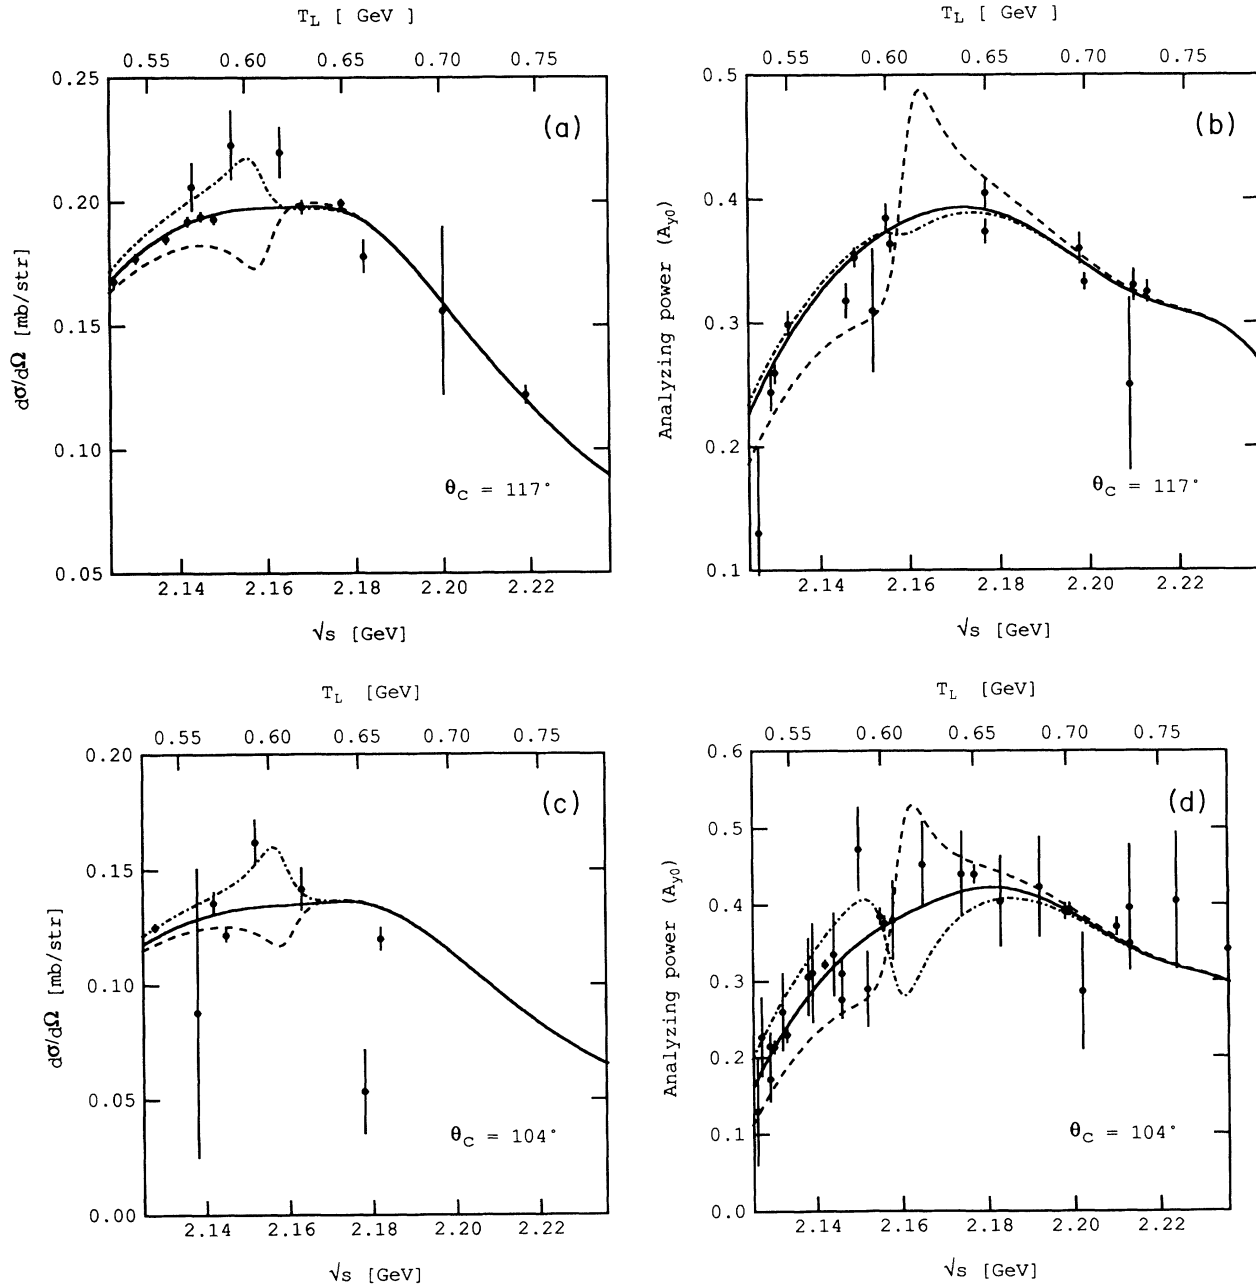 T_L [ GeV ]
0.55 0.60 0.65 0.70 0.75
0.25
0.20
0.15
0.10
0.05
dσ/dΩ [mb/str]
(a)
θ_C = 117°
2.14 2.16 2.18 2.20 2.22
√s [GeV]
T_L [ GeV ]
0.55 0.60 0.65 0.70 0.75
0.5
0.4
0.3
0.2
0.1
Analyzing power (A_y0)
(b)
θ_C = 117°
2.14 2.16 2.18 2.20 2.22
√s [GeV]
T_L [GeV]
0.55 0.60 0.65 0.70 0.75
0.20
0.15
0.10
0.05
0.00
dσ/dΩ [mb/str]
(c)
θ_C = 104°
2.14 2.16 2.18 2.20 2.22
√s [GeV]
T_L [GeV]
0.55 0.60 0.65 0.70 0.75
0.6
0.5
0.4
0.3
0.2
0.1
0.0
Analyzing power (A_y0)
(d)
θ_C = 104°
2.14 2.16 2.18 2.20 2.22
√s [GeV]